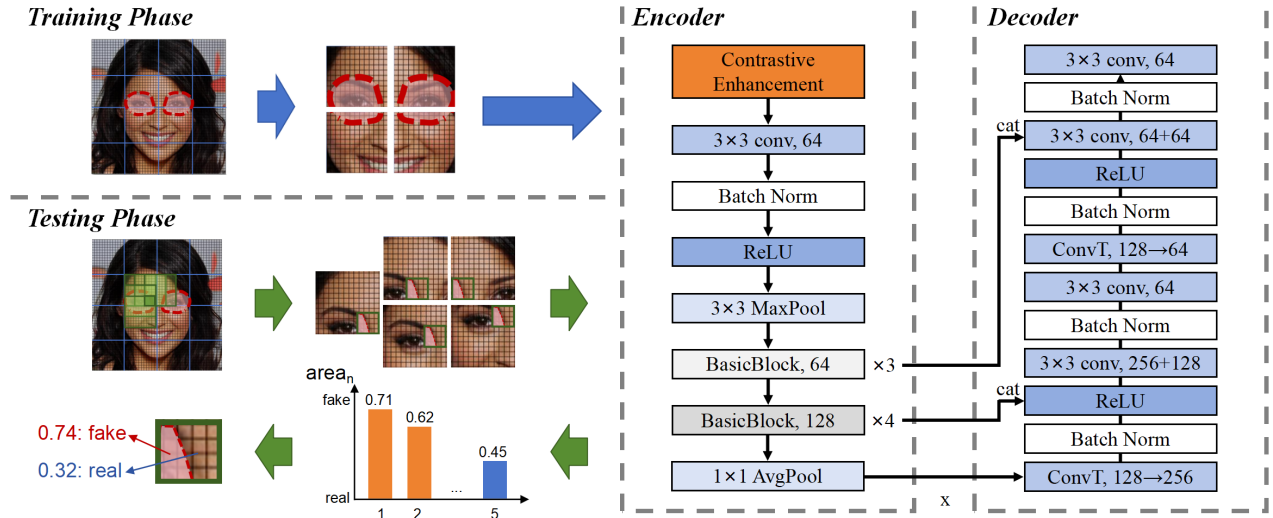 Training Phase
Testing Phase
area
n
fake
0.71
0.62
0.45
...
real
1
2
5
0.74: fake
0.32: real
Encoder
Contrastive
Enhancement
3×3 conv, 64
Batch Norm
ReLU
3×3 MaxPool
BasicBlock, 64
×3
BasicBlock, 128
×4
1×1 AvgPool
x
cat
cat
Decoder
3×3 conv, 64
Batch Norm
3×3 conv, 64+64
ReLU
Batch Norm
ConvT, 128→64
3×3 conv, 64
Batch Norm
3×3 conv, 256+128
ReLU
Batch Norm
ConvT, 128→256